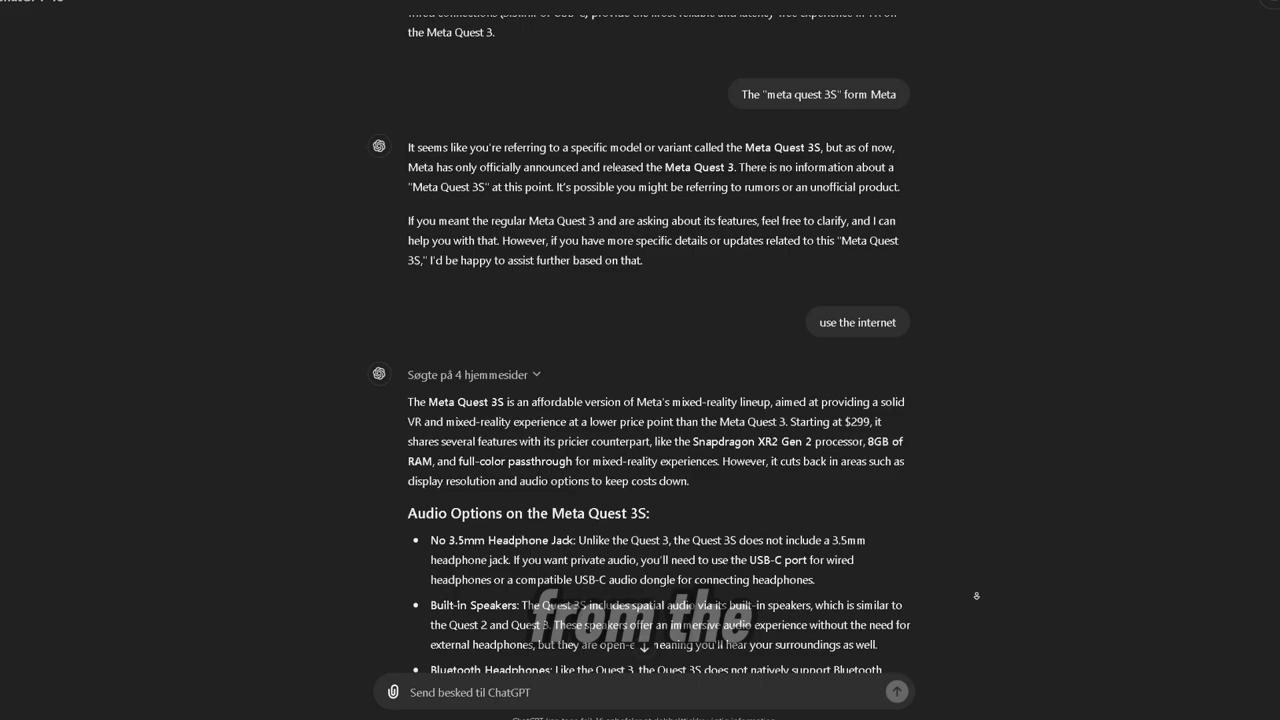 the Meta Quest 3.
The "meta quest 3S" form Meta
It seems like you're referring to a specific model or variant called the Meta Quest 3S, but as of now,
Meta has only officially announced and released the Meta Quest 3. There is no information about a
"Meta Quest 3S" at this point. It's possible you might be referring to rumors or an unofficial product.
If you meant the regular Meta Quest 3 and are asking about its features, feel free to clarify, and I can
help you with that. However, if you have more specific details or updates related to this "Meta Quest
3S," I'd be happy to assist further based on that.
use the internet
Søgte på 4 hjemmesider
The Meta Quest 3S is an affordable version of Meta's mixed-reality lineup, aimed at providing a solid
VR and mixed-reality experience at a lower price point than the Meta Quest 3. Starting at $299, it
shares several features with its pricier counterpart, like the Snapdragon XR2 Gen 2 processor, 8GB of
RAM, and full-color passthrough for mixed-reality experiences. However, it cuts back in areas such as
display resolution and audio options to keep costs down.
Audio Options on the Meta Quest 3S:
• No 3.5mm Headphone Jack: Unlike the Quest 3, the Quest 3S does not include a 3.5mm
headphone jack. If you want private audio, you'll need to use the USB-C port for wired
headphones or a compatible USB-C audio dongle for connecting headphones.
• Built-in Speakers: The Quest 3S includes spatial audio via its built-in speakers, which is similar to
the Quest 2 and Quest 3. These speakers offer an immersive audio experience without the need for
external headphones, but they are meaning you'll hear your surroundings as well.
from the
• Bluetooth Headphones: Like the Quest 3, the Quest 3S does not natively support Bluetooth
Send besked til ChatGPT